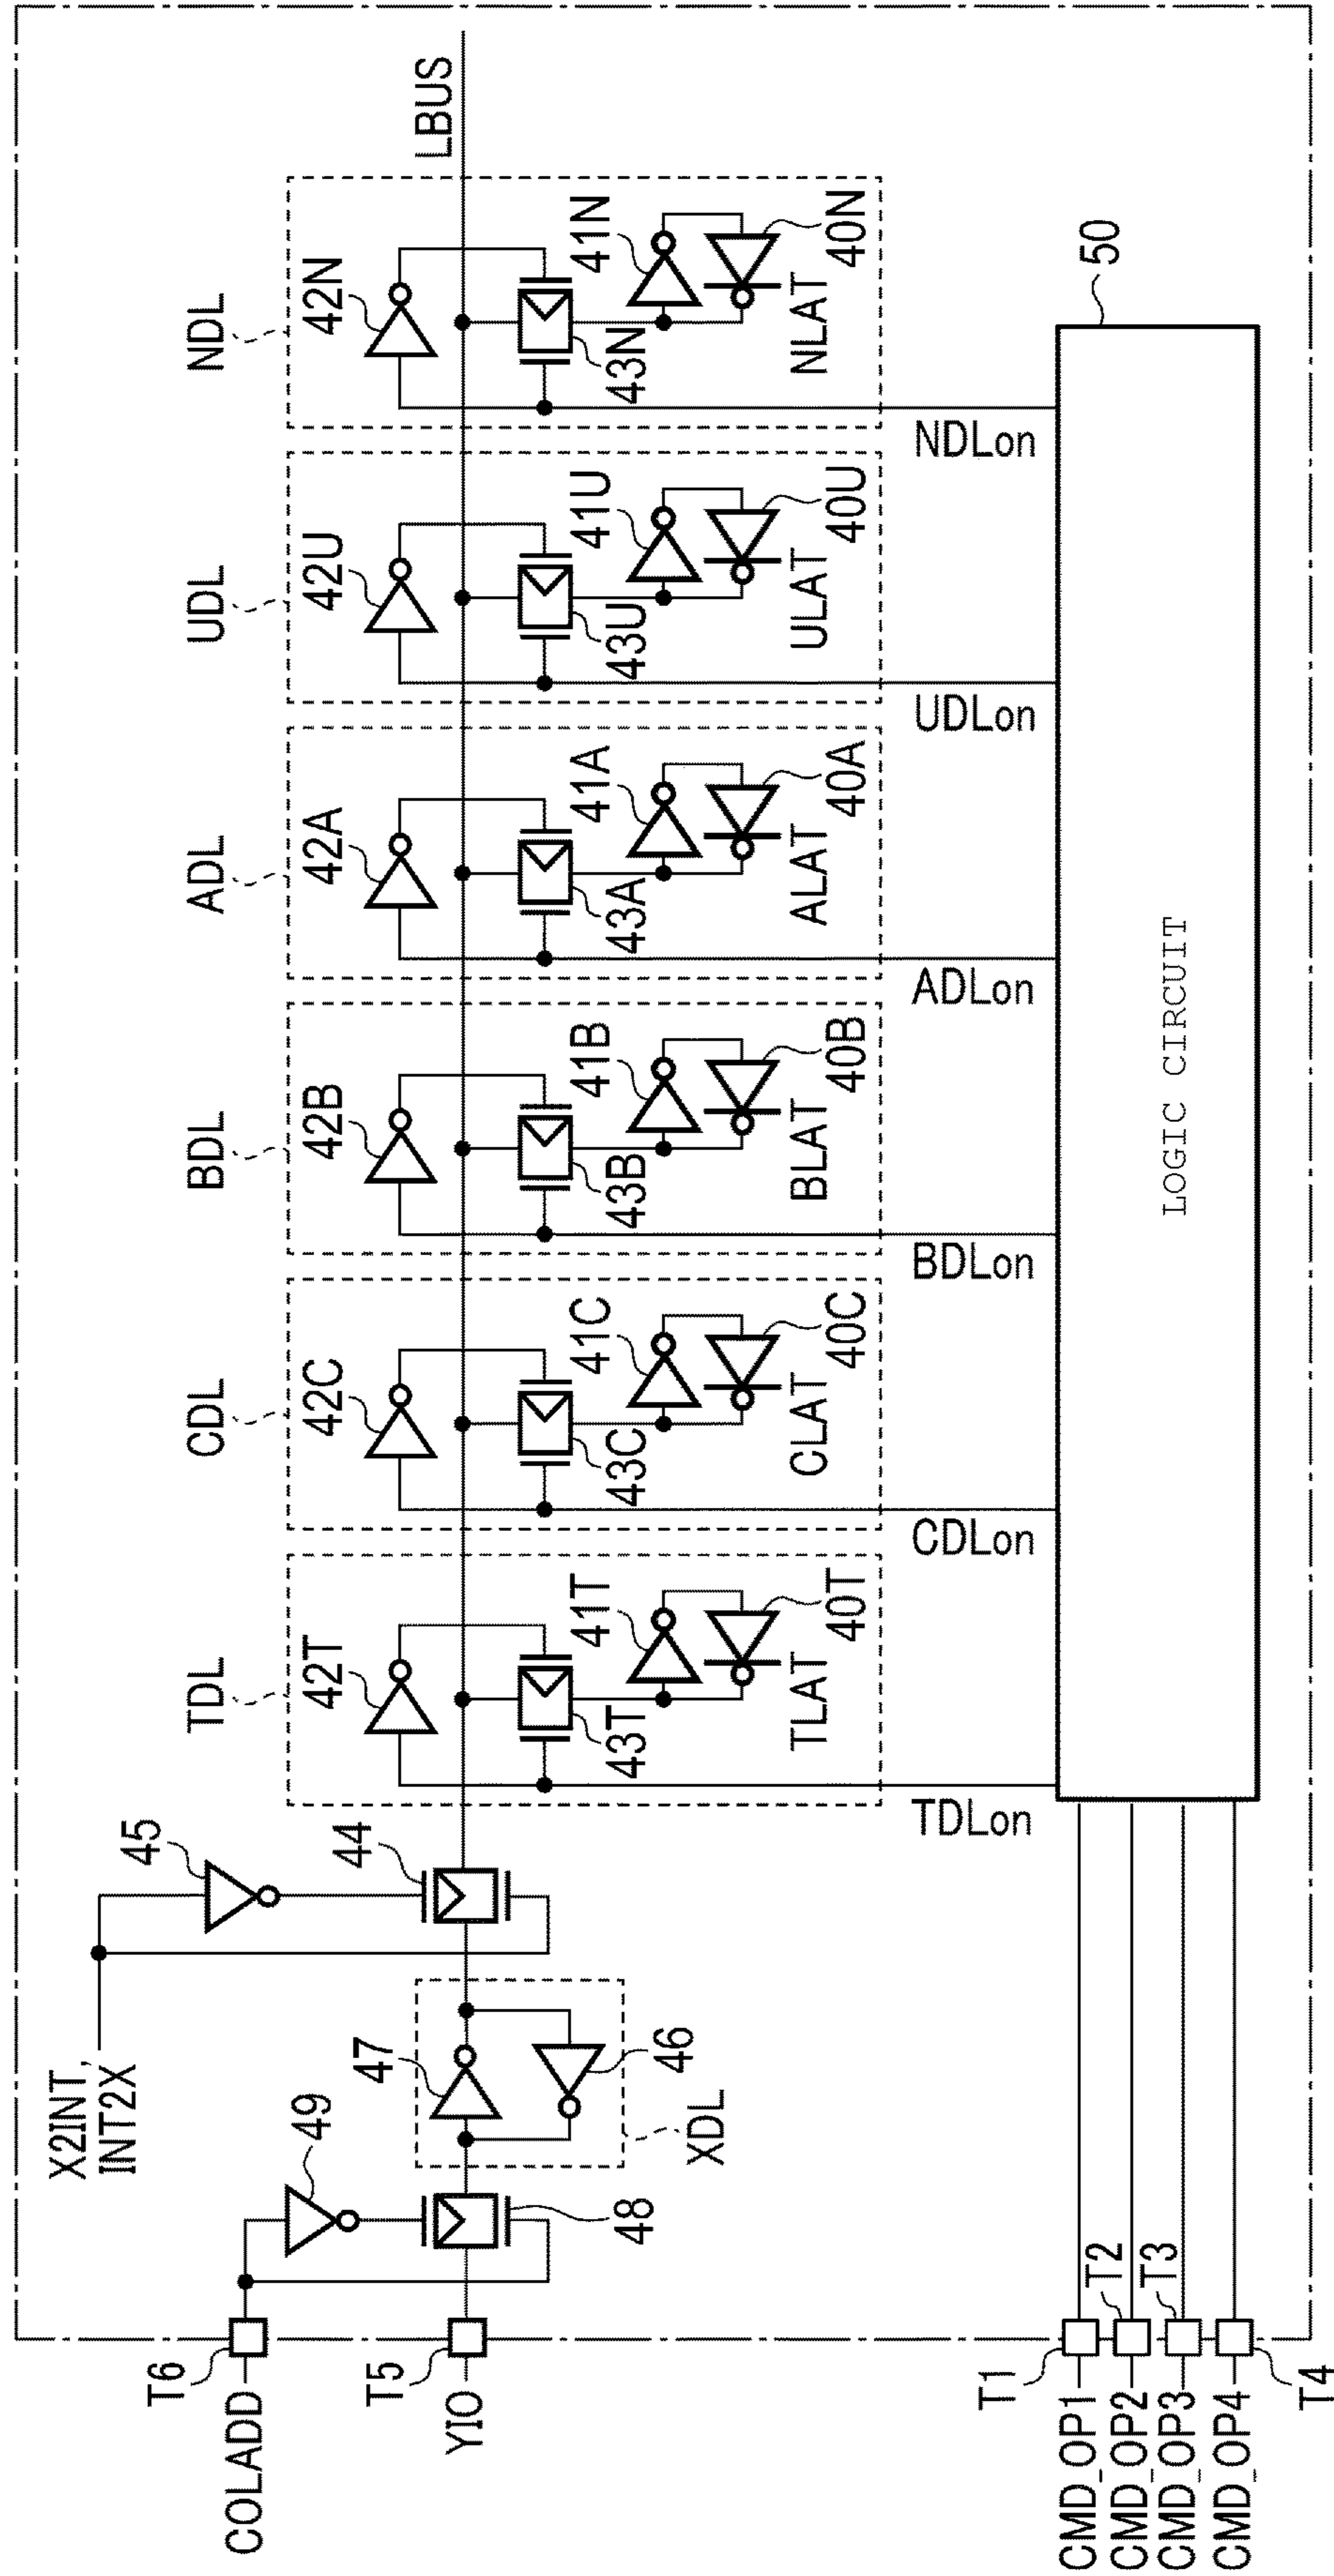 COLADD
T6
YIO
T5
X2INT,
INT2X
49
48
47
46
XDL
45
44
TDL
42T
43T
41T
40T
TLAT
TDLon
CDL
42C
43C
41C
40C
CLAT
CDLon
BDL
42B
43B
41B
40B
BLAT
BDLon
ADL
42A
43A
41A
40A
ALAT
ADLon
UDL
42U
43U
41U
40U
ULAT
UDLon
NDL
42N
43N
41N
40N
NLAT
NDLon
LBUS
50
LOGIC CIRCUIT
T1
T2
T3
T4
CMD_OP1
CMD_OP2
CMD_OP3
CMD_OP4